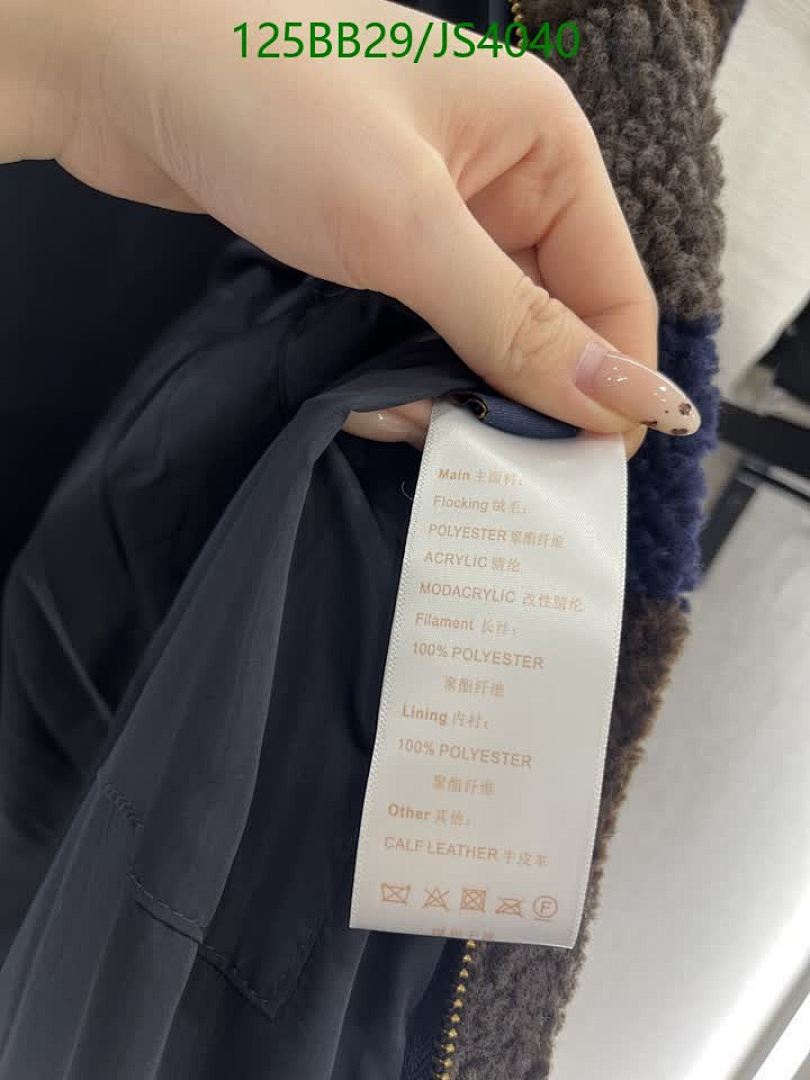 125BB29/JS4040
Main 主面料:
Flocking 绒毛:
POLYESTER 聚酯纤维
ACRYLIC 腈纶
MODACRYLIC 改性腈纶
Filament 长丝:
100% POLYESTER
聚酯纤维
Lining 内衬:
100% POLYESTER
聚酯纤维
Other 其他:
CALF LEATHER 牛皮革
F